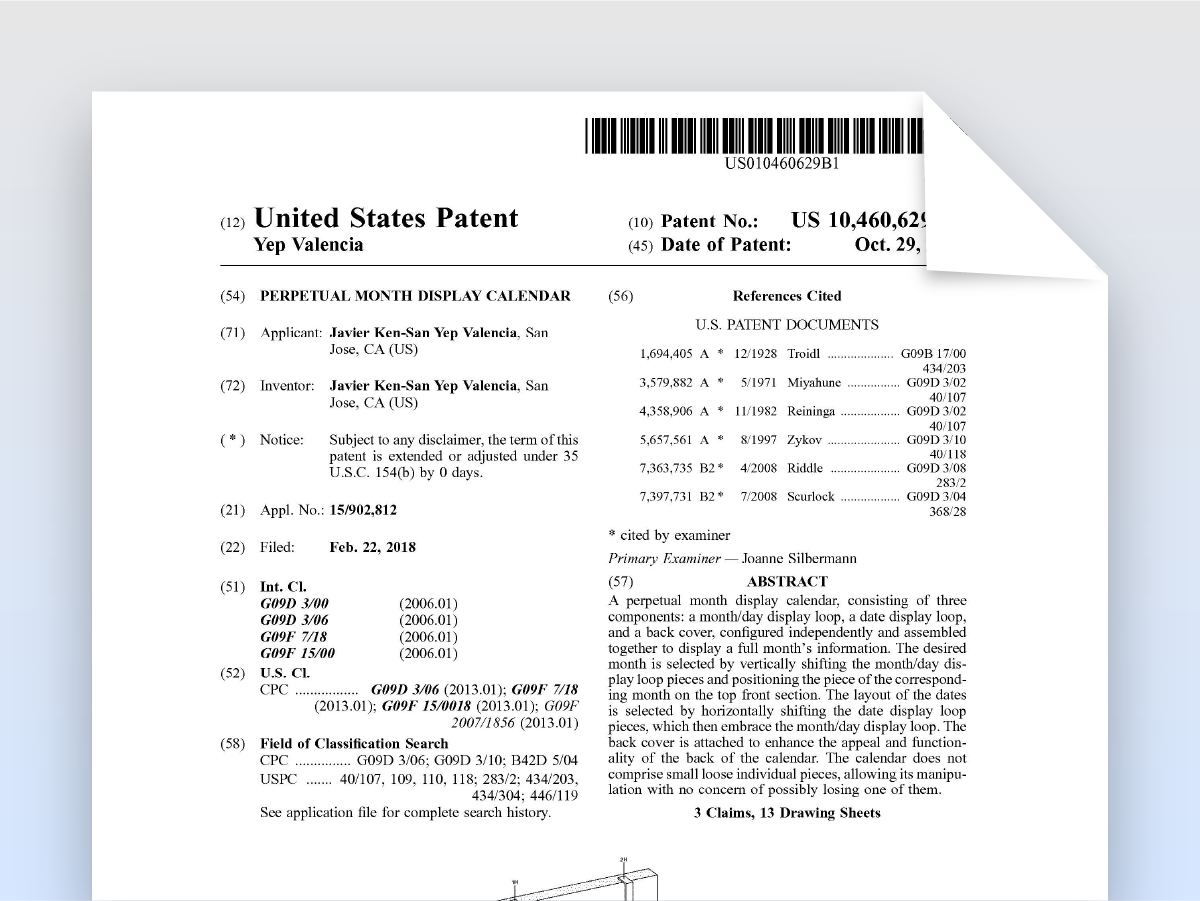 US010460629B1
(12) United States Patent
Yep Valencia
(10) Patent No.: US 10,460,629
(45) Date of Patent: Oct. 29,
(54) PERPETUAL MONTH DISPLAY CALENDAR
(71) Applicant: Javier Ken-San Yep Valencia, San
Jose, CA (US)
(72) Inventor: Javier Ken-San Yep Valencia, San
Jose, CA (US)
( * ) Notice: Subject to any disclaimer, the term of this
patent is extended or adjusted under 35
U.S.C. 154(b) by 0 days.
(21) Appl. No.: 15/902,812
(22) Filed: Feb. 22, 2018
(51) Int. Cl.
G09D 3/00 (2006.01)
G09D 3/06 (2006.01)
G09F 7/18 (2006.01)
G09F 15/00 (2006.01)
(52) U.S. Cl.
CPC ................. G09D 3/06 (2013.01); G09F 7/18
(2013.01); G09F 15/0018 (2013.01); G09F
2007/1856 (2013.01)
(58) Field of Classification Search
CPC .............. G09D 3/06; G09D 3/10; B42D 5/04
USPC ....... 40/107, 109, 110, 118; 283/2; 434/203,
434/304; 446/119
See application file for complete search history.
(56) References Cited
U.S. PATENT DOCUMENTS
1,694,405 A * 12/1928 Troidl .................... G09B 17/00
434/203
3,579,882 A * 5/1971 Miyahune ................ G09D 3/02
40/107
4,358,906 A * 11/1982 Reininga .................. G09D 3/02
40/107
5,657,561 A * 8/1997 Zykov ...................... G09D 3/10
40/118
7,363,735 B2 * 4/2008 Riddle ..................... G09D 3/08
283/2
7,397,731 B2 * 7/2008 Scurlock .................. G09D 3/04
368/28
* cited by examiner
Primary Examiner — Joanne Silbermann
(57) ABSTRACT
A perpetual month display calendar, consisting of three
components: a month/day display loop, a date display loop,
and a back cover, configured independently and assembled
together to display a full month's information. The desired
month is selected by vertically shifting the month/day dis-
play loop pieces and positioning the piece of the correspond-
ing month on the top front section. The layout of the dates
is selected by horizontally shifting the date display loop
pieces, which then embrace the month/day display loop. The
back cover is attached to enhance the appeal and function-
ality of the back of the calendar. The calendar does not
comprise small loose individual pieces, allowing its manipu-
lation with no concern of possibly losing one of them.
3 Claims, 13 Drawing Sheets